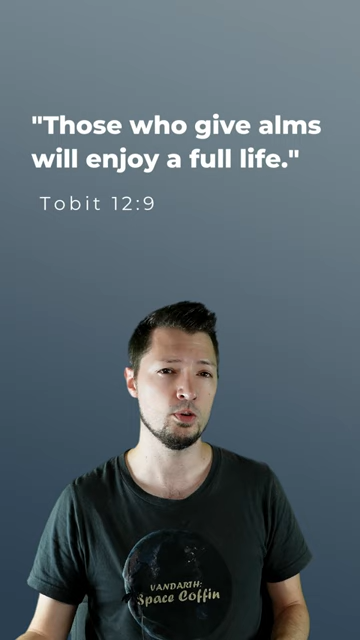 "Those who give alms
will enjoy a full life."
Tobit 12:9
VANDARTH:
Space Coffin